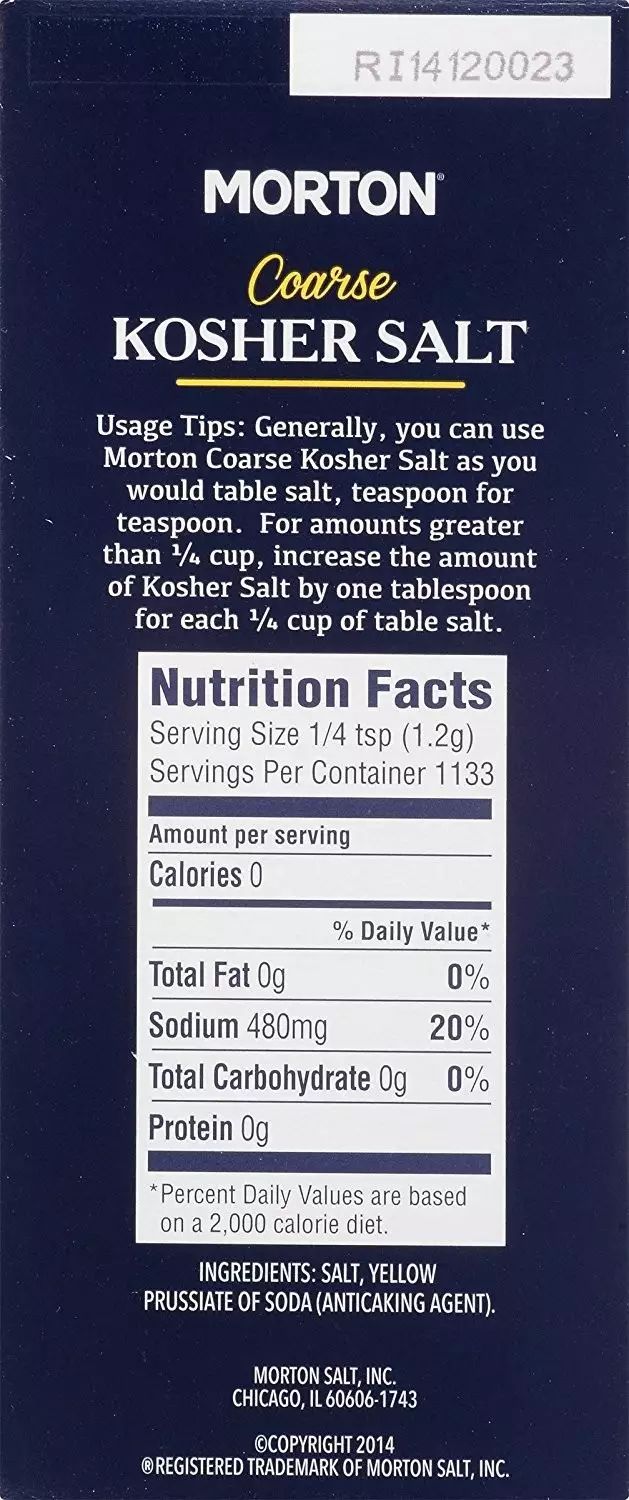 RI14120023
MORTON®
Coarse
KOSHER SALT
Usage Tips: Generally, you can use
Morton Coarse Kosher Salt as you
would table salt, teaspoon for
teaspoon. For amounts greater
than ¼ cup, increase the amount
of Kosher Salt by one tablespoon
for each ¼ cup of table salt.
Nutrition Facts
Serving Size 1/4 tsp (1.2g)
Servings Per Container 1133
Amount per serving
Calories 0
% Daily Value*
Total Fat 0g 0%
Sodium 480mg 20%
Total Carbohydrate 0g 0%
Protein 0g
*Percent Daily Values are based
on a 2,000 calorie diet.
INGREDIENTS: SALT, YELLOW
PRUSSIATE OF SODA (ANTICAKING AGENT).
MORTON SALT, INC.
CHICAGO, IL 60606-1743
©COPYRIGHT 2014
®REGISTERED TRADEMARK OF MORTON SALT, INC.